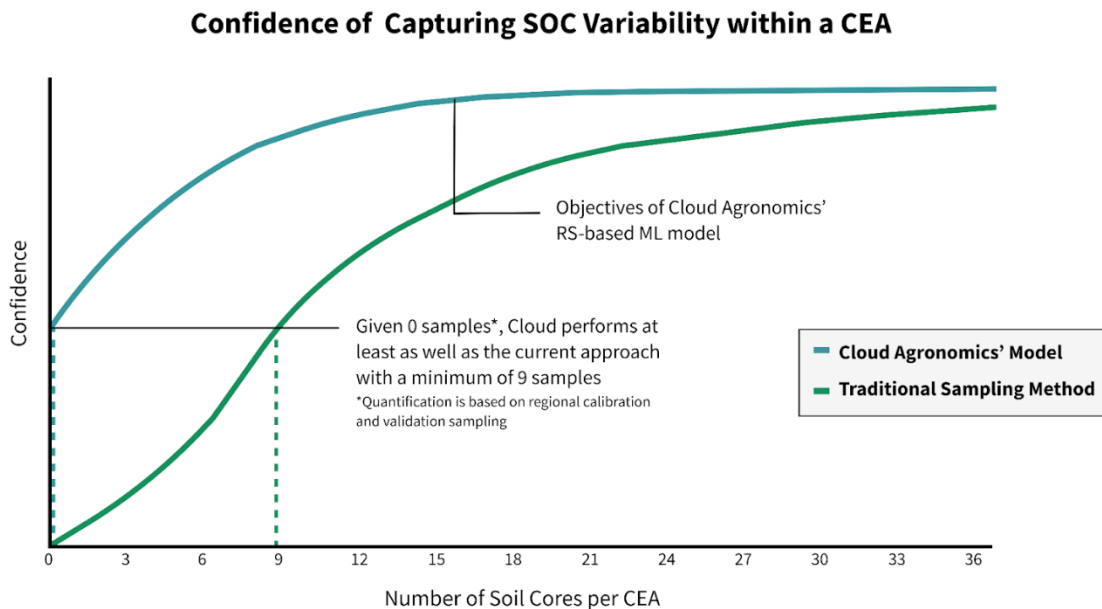 Confidence of Capturing SOC Variability within a CEA
Confidence
Objectives of Cloud Agronomics’
RS-based ML model
Given 0 samples*, Cloud performs at
least as well as the current approach
with a minimum of 9 samples
*Quantification is based on regional calibration
and validation sampling
Cloud Agronomics’ Model
Traditional Sampling Method
0 3 6 9 12 15 18 21 24 27 30 33 36
Number of Soil Cores per CEA